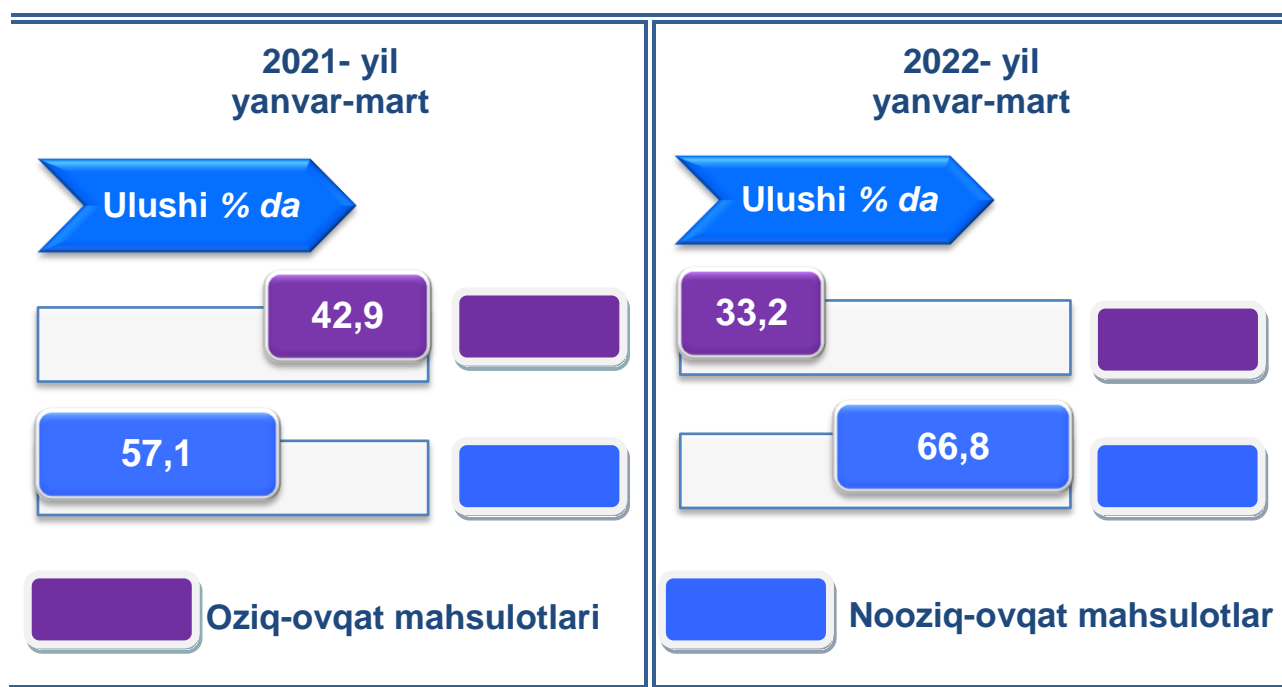 2021- yil
yanvar-mart
Ulushi % da
42,9
57,1
Oziq-ovqat mahsulotlari
2022- yil
yanvar-mart
Ulushi % da
33,2
66,8
Nooziq-ovqat mahsulotlar